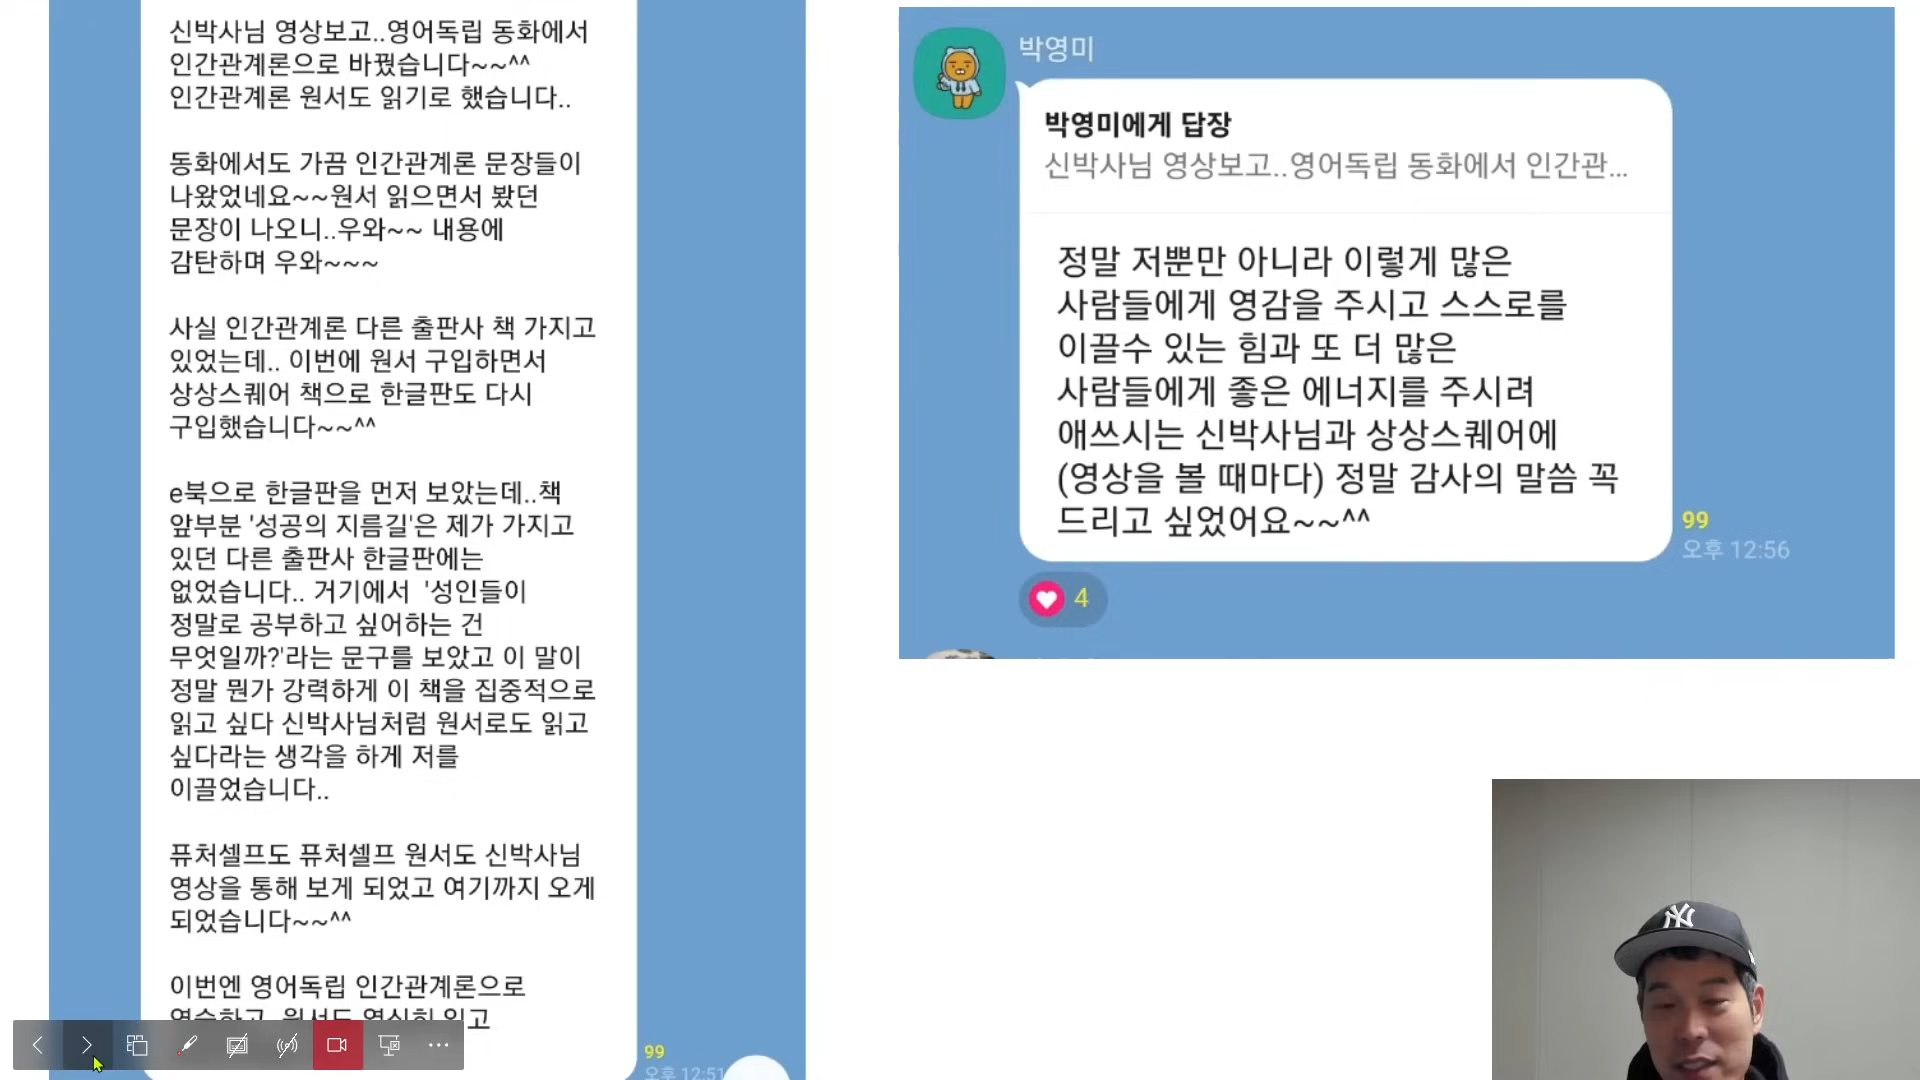 신박사님 영상보고..영어독립 동화에서
인간관계론으로 바꿨습니다~~^^
인간관계론 원서도 읽기로 했습니다..
동화에서도 가끔 인간관계론 문장들이
나왔었네요~~원서 읽으면서 봤던
문장이 나오니..우와~~ 내용에
감탄하며 우와~~~
사실 인간관계론 다른 출판사 책 가지고
있었는데.. 이번에 원서 구입하면서
상상스퀘어 책으로 한글판도 다시
구입했습니다~~^^
e북으로 한글판을 먼저 보았는데..책
앞부분 '성공의 지름길'은 제가 가지고
있던 다른 출판사 한글판에는
없었습니다.. 거기에서 '성인들이
정말로 공부하고 싶어하는 건
무엇일까?'라는 문구를 보았고 이 말이
정말 뭔가 강력하게 이 책을 집중적으로
읽고 싶다 신박사님처럼 원서로도 읽고
싶다라는 생각을 하게 저를
이끌었습니다..
퓨처셀프도 퓨처셀프 원서도 신박사님
영상을 통해 보게 되었고 여기까지 오게
되었습니다~~^^
이번엔 영어독립 인간관계론으로
연습하고 원서도 열심히 읽고
99
오후 12:51
박영미
박영미에게 답장
신박사님 영상보고..영어독립 동화에서 인간관...
정말 저뿐만 아니라 이렇게 많은
사람들에게 영감을 주시고 스스로를
이끌수 있는 힘과 또 더 많은
사람들에게 좋은 에너지를 주시려
애쓰시는 신박사님과 상상스퀘어에
(영상을 볼 때마다) 정말 감사의 말씀 꼭
드리고 싶었어요~~^^
99
오후 12:56
4
NY